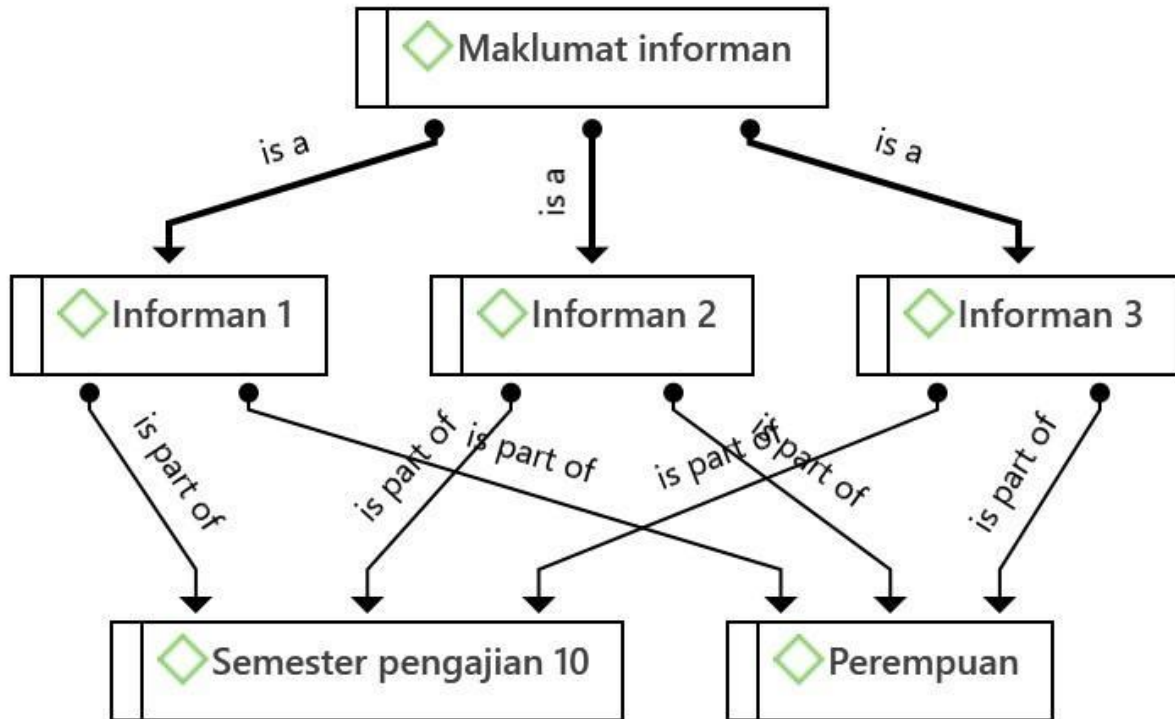 Maklumat informan
is a
is a
is a
Informan 1
Informan 2
Informan 3
is part of
is part of
is part of
is part of
is part of
is part of
Semester pengajian 10
Perempuan